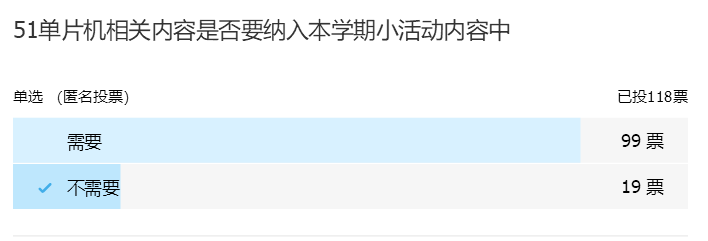 51单片机相关内容是否要纳入本学期小活动内容中
单选 (匿名投票) 已投118票
需要 99 票
不需要 19 票